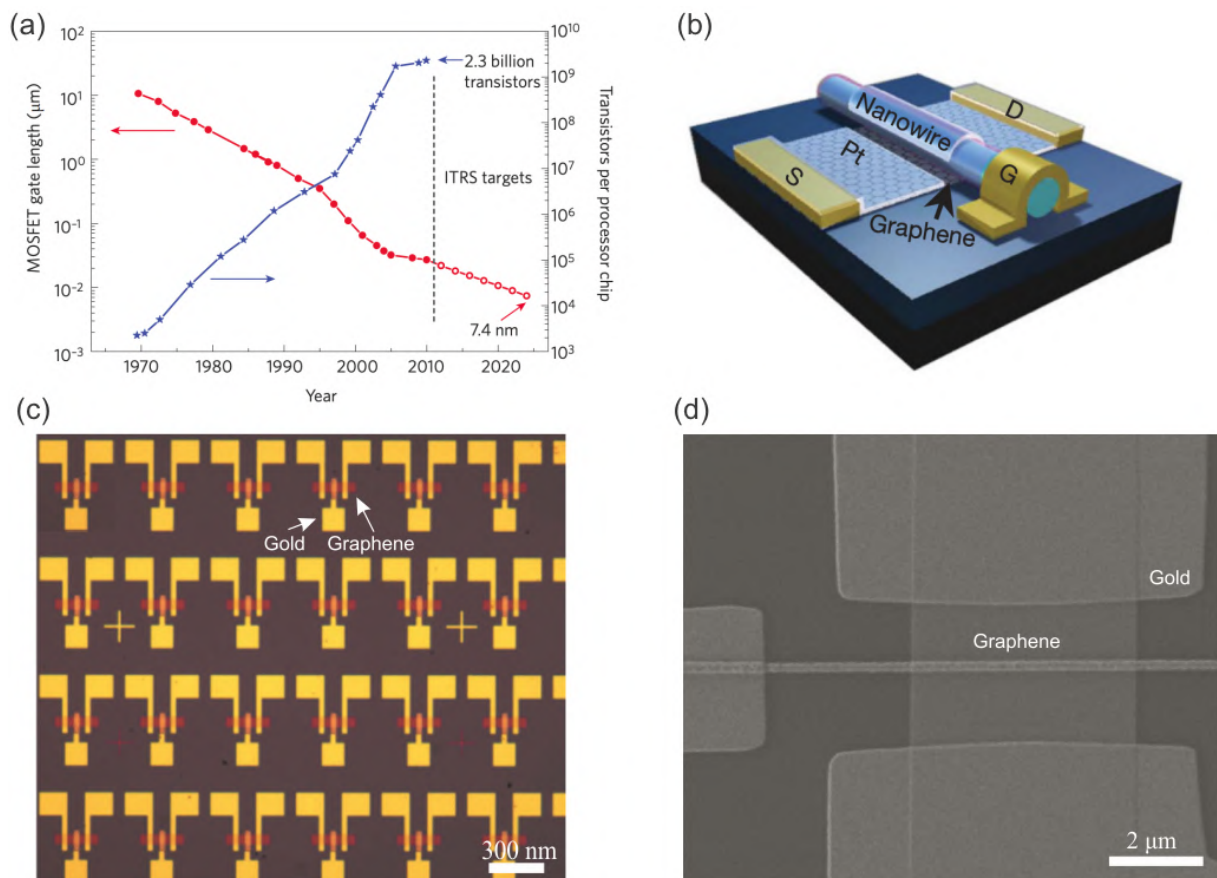 (a)
10²
10¹
10⁰
10⁻¹
10⁻²
10⁻³
MOSFET gate length (μm)
1970
1980
1990
2000
2010
2020
Year
10¹⁰
10⁹
10⁸
10⁷
10⁶
10⁵
10⁴
10³
Transistors per processor chip
2.3 billion
transistors
ITRS targets
7.4 nm
(b)
D
Nanowire
Pt
S
G
Graphene
(c)
Gold
Graphene
300 nm
(d)
Gold
Graphene
2 μm